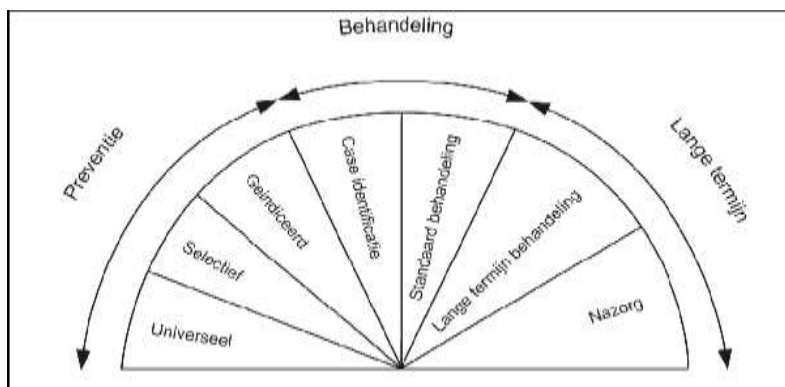 Behandeling
Preventie
Lange termijn
Universeel
Selectief
Geïndiceerd
Case identificatie
Standaard behandeling
Lange termijn behandeling
Nazorg